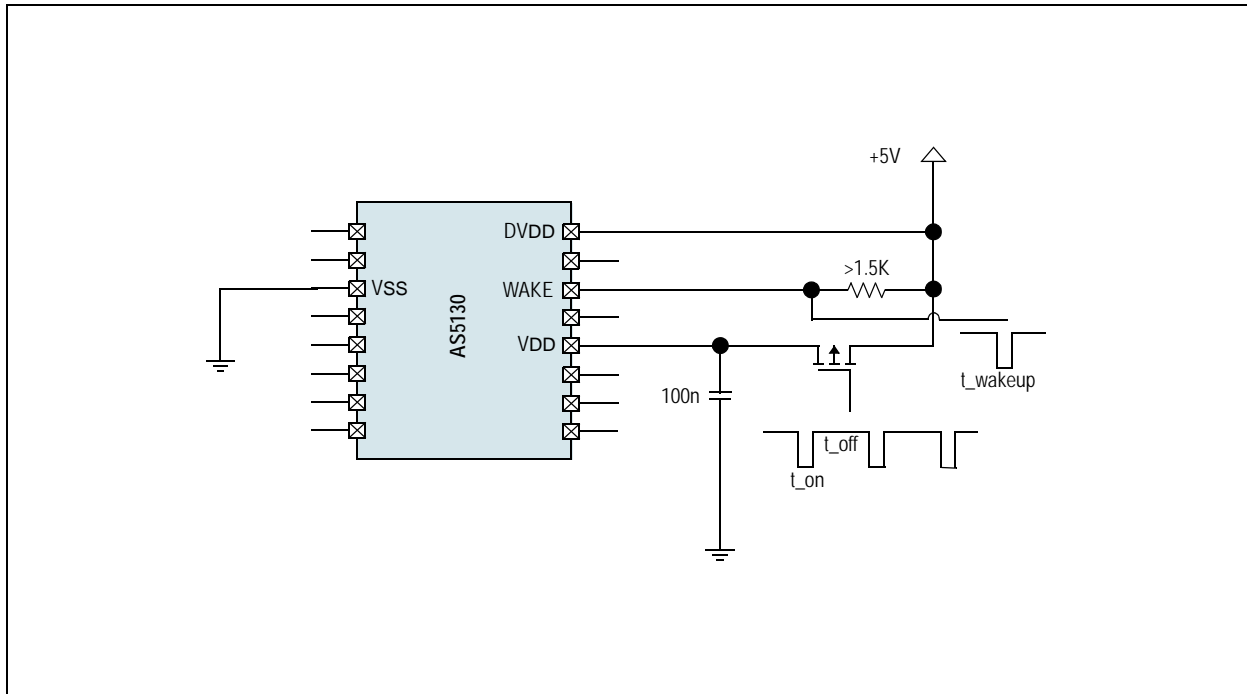 +5V
DVDD
>1.5K
VSS
WAKE
AS5130
VDD
t_wakeup
100n
t_off
t_on